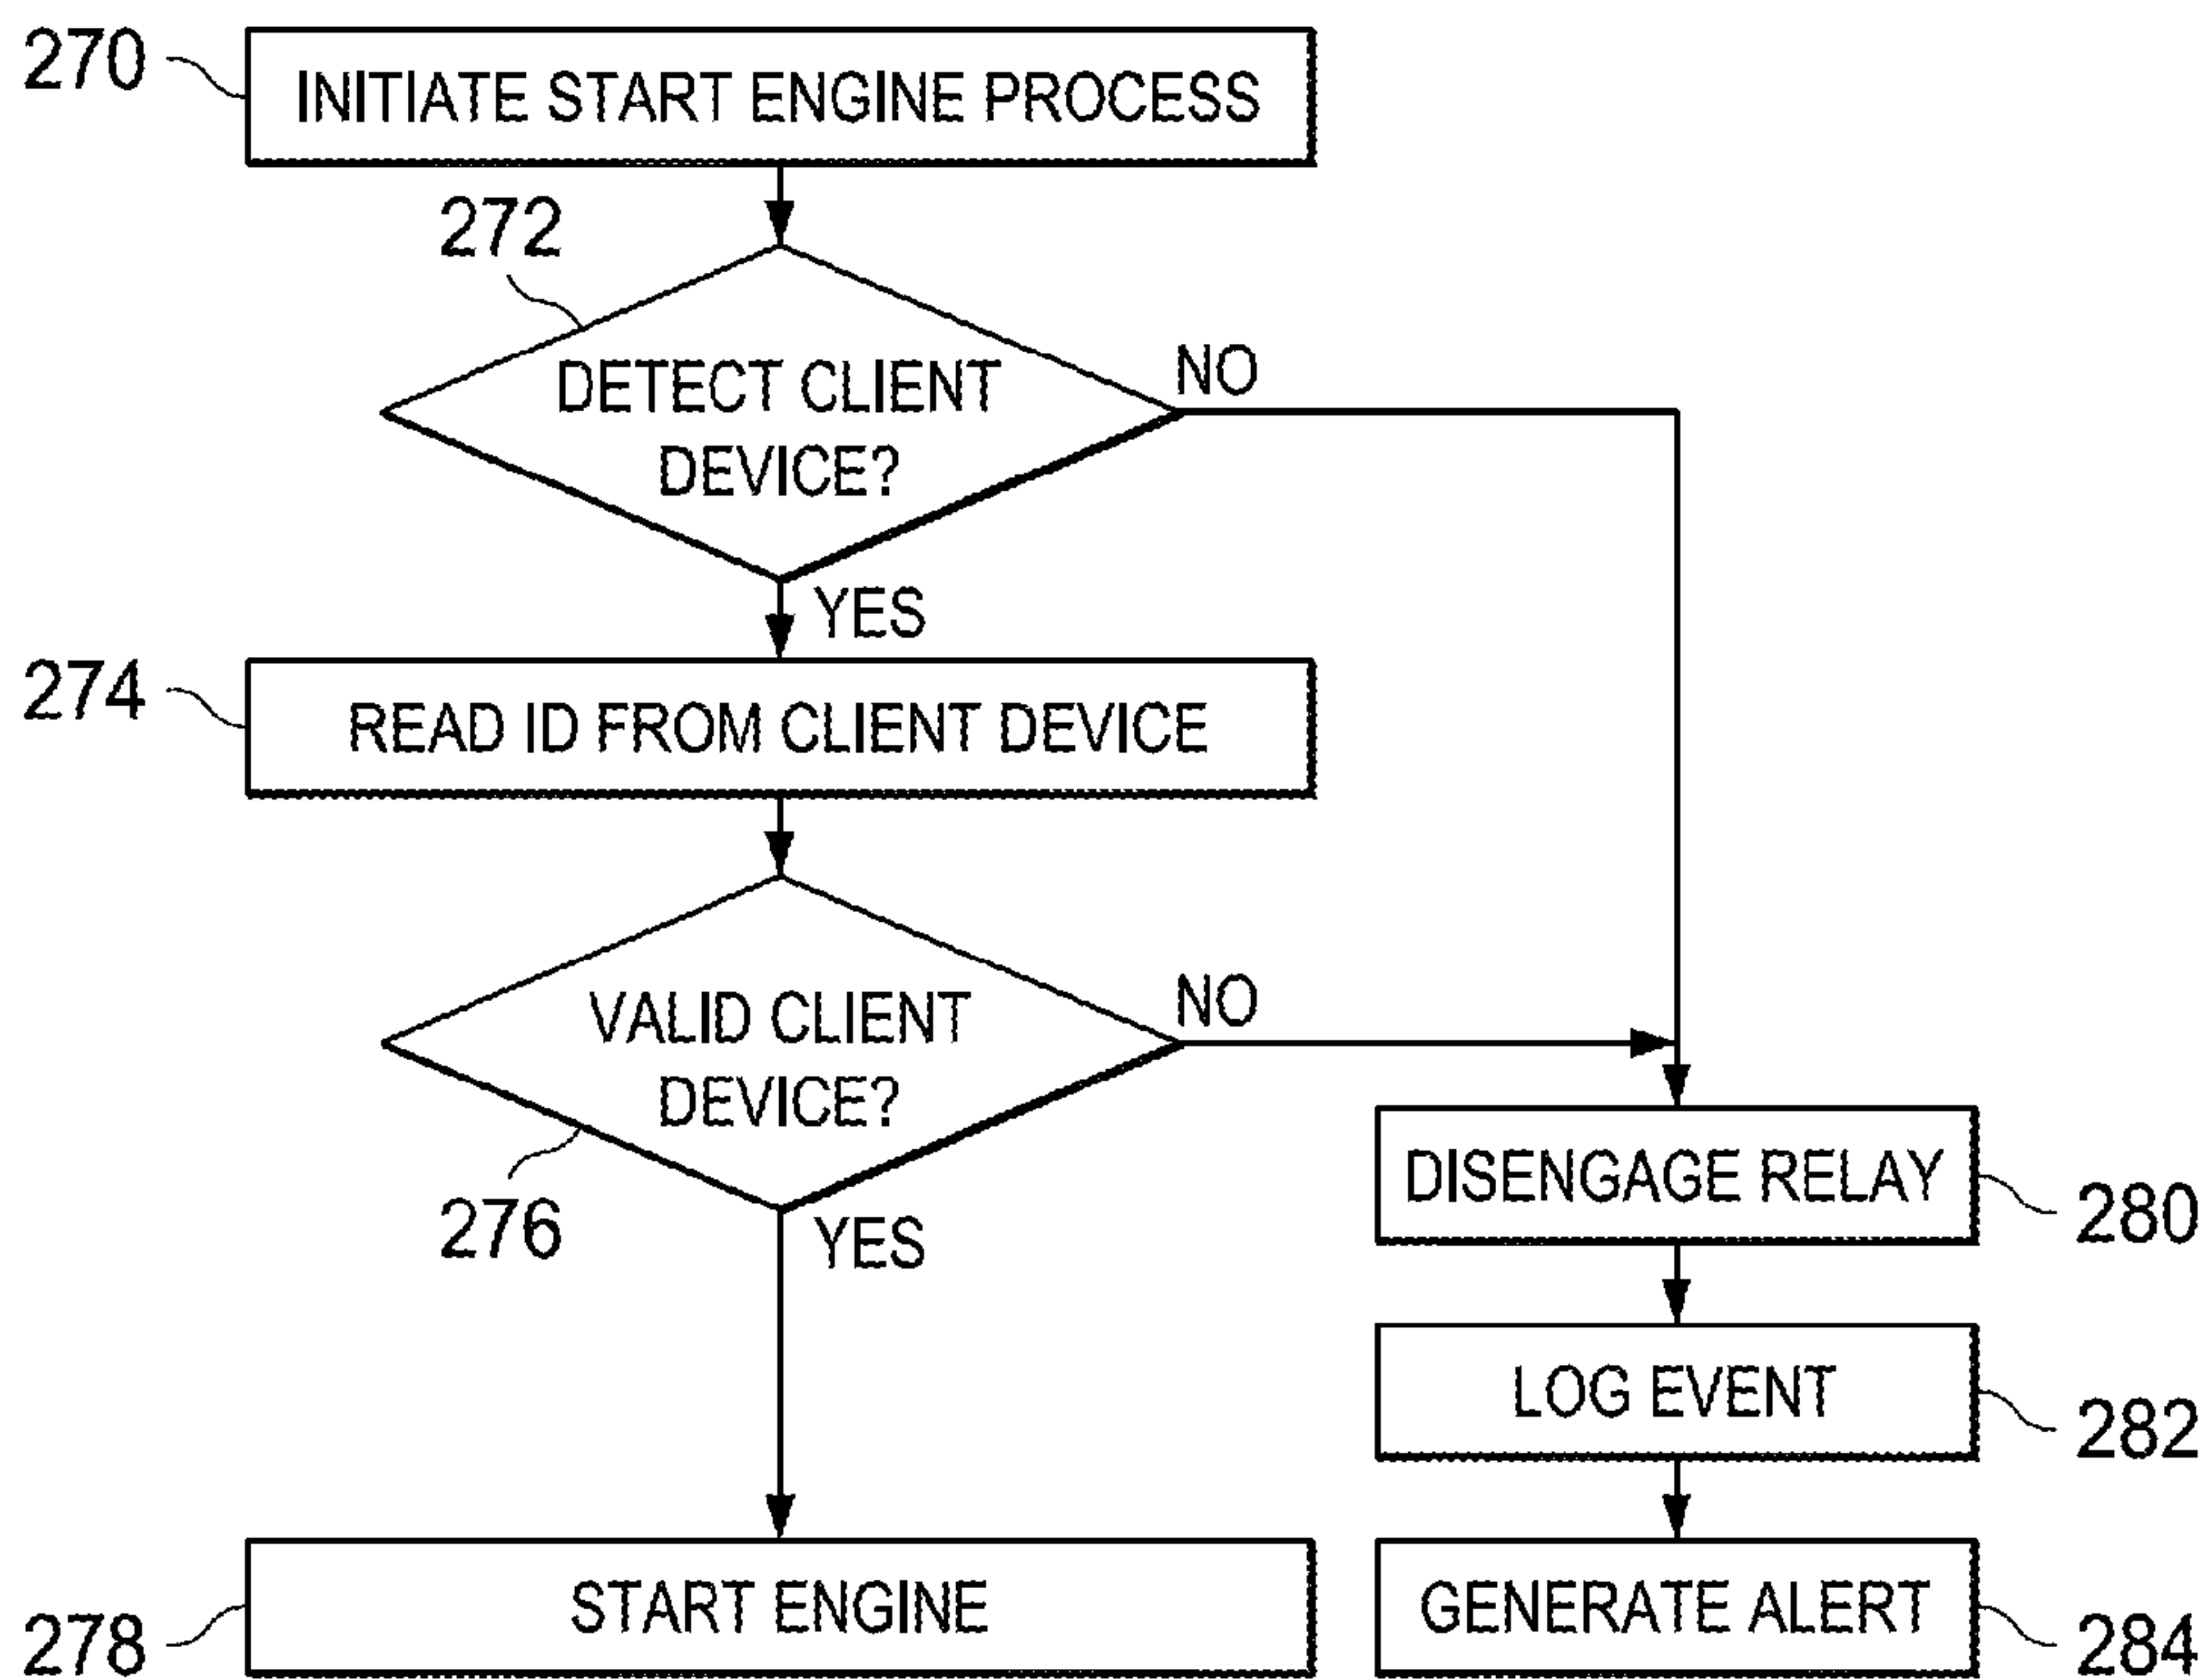 270
INITIATE START ENGINE PROCESS
272
DETECT CLIENT
DEVICE?
NO
YES
274
READ ID FROM CLIENT DEVICE
VALID CLIENT
DEVICE?
NO
276
YES
DISENGAGE RELAY
280
LOG EVENT
282
278
START ENGINE
GENERATE ALERT
284